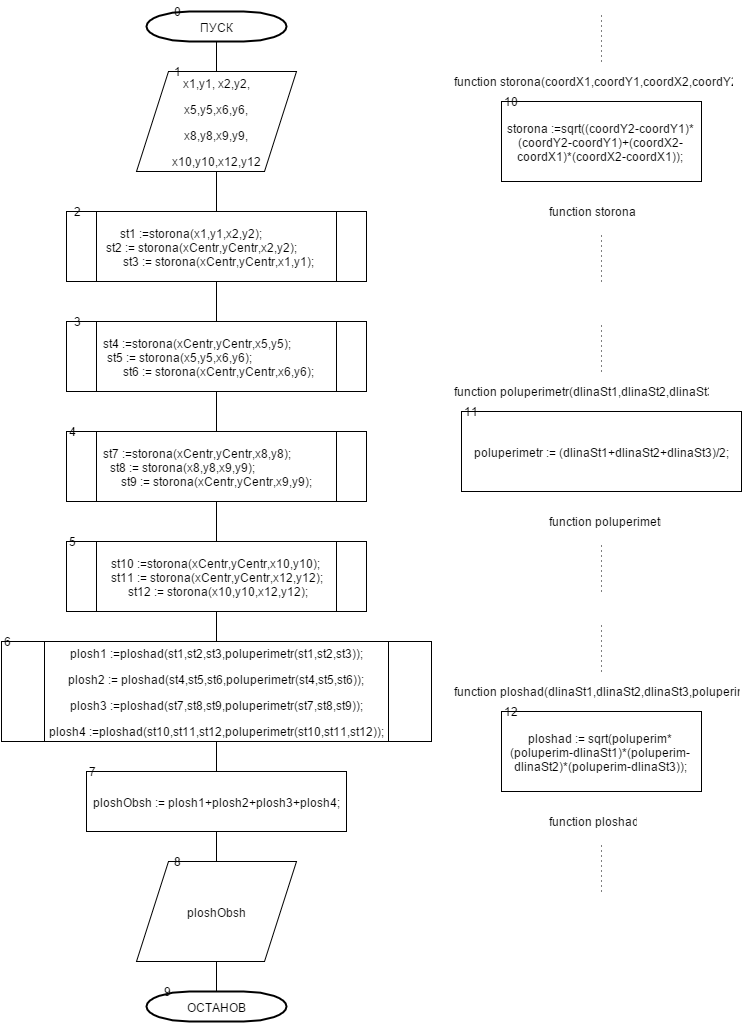 0
ПУСК
1
x1,y1, x2,y2,
x5,y5,x6,y6,
x8,y8,x9,y9,
x10,y10,x12,y12
2
st1 :=storona(x1,y1,x2,y2);
st2 := storona(xCentr,yCentr,x2,y2);
st3 := storona(xCentr,yCentr,x1,y1);
3
st4 :=storona(xCentr,yCentr,x5,y5);
st5 := storona(x5,y5,x6,y6);
st6 := storona(xCentr,yCentr,x6,y6);
4
st7 :=storona(xCentr,yCentr,x8,y8);
st8 := storona(x8,y8,x9,y9);
st9 := storona(xCentr,yCentr,x9,y9);
5
st10 :=storona(xCentr,yCentr,x10,y10);
st11 := storona(xCentr,yCentr,x12,y12);
st12 := storona(x10,y10,x12,y12);
6
plosh1 :=ploshad(st1,st2,st3,poluperimetr(st1,st2,st3));
plosh2 := ploshad(st4,st5,st6,poluperimetr(st4,st5,st6));
plosh3 :=ploshad(st7,st8,st9,poluperimetr(st7,st8,st9));
plosh4 :=ploshad(st10,st11,st12,poluperimetr(st10,st11,st12));
7
ploshObsh := plosh1+plosh2+plosh3+plosh4;
8
ploshObsh
9
ОСТАНОВ
function storona(coordX1,coordY1,coordX2,coordY2
10
storona :=sqrt((coordY2-coordY1)*
(coordY2-coordY1)+(coordX2-
coordX1)*(coordX2-coordX1));
function storona
function poluperimetr(dlinaSt1,dlinaSt2,dlinaSt
11
poluperimetr := (dlinaSt1+dlinaSt2+dlinaSt3)/2;
function poluperimet
function ploshad(dlinaSt1,dlinaSt2,dlinaSt3,poluperir
12
ploshad := sqrt(poluperim*
(poluperim-dlinaSt1)*(poluperim-
dlinaSt2)*(poluperim-dlinaSt3));
function ploshad